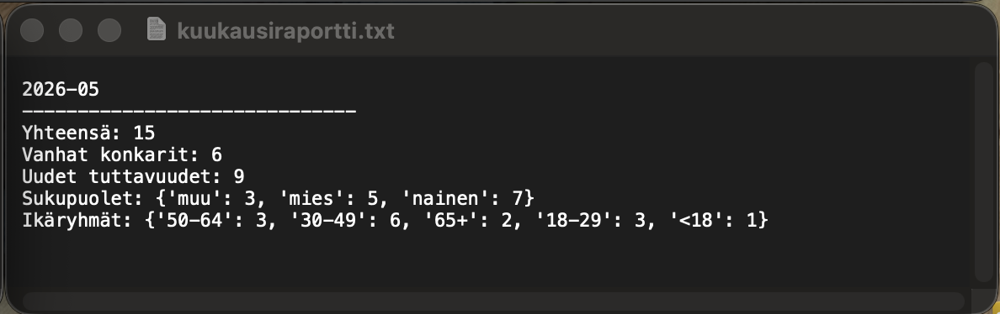 kuukausiraportti.txt
2026-05
------------------------------
Yhteensä: 15
Vanhat konkarit: 6
Uudet tuttavuudet: 9
Sukupuolet: {'muu': 3, 'mies': 5, 'nainen': 7}
Ikäryhmät: {'50-64': 3, '30-49': 6, '65+': 2, '18-29': 3, '<18': 1}